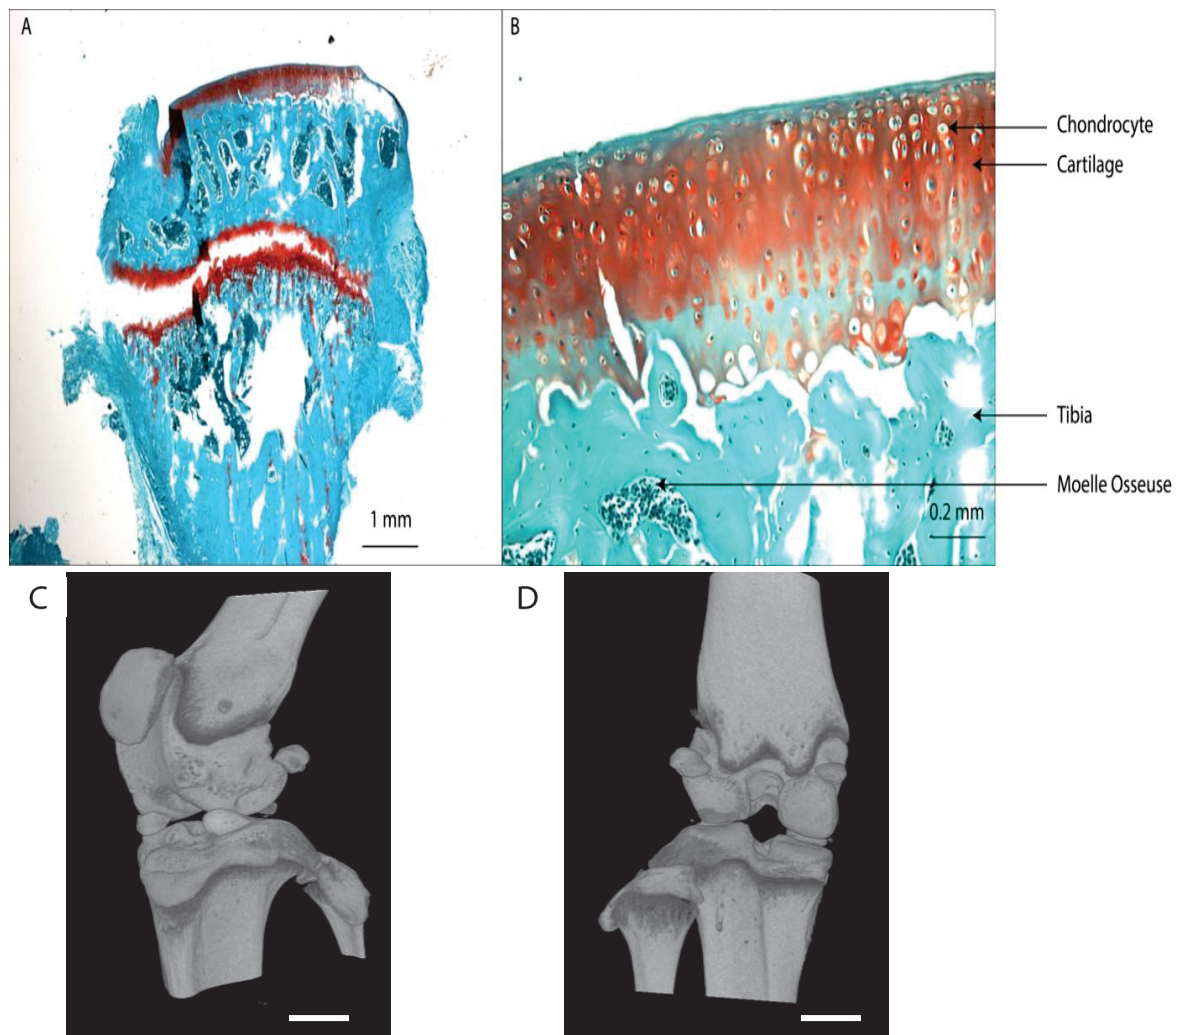 A
B
Chondrocyte
Cartilage
Tibia
Moelle Osseuse
1 mm
0.2 mm
C
D